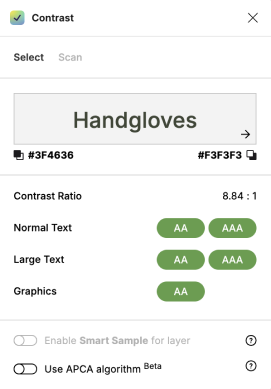 Contrast
Select Scan
Handgloves
#3F4636 #F3F3F3
Contrast Ratio 8.84 : 1
Normal Text AA AAA
Large Text AA AAA
Graphics AA
Enable Smart Sample for layer ?
Use APCA algorithm Beta ?